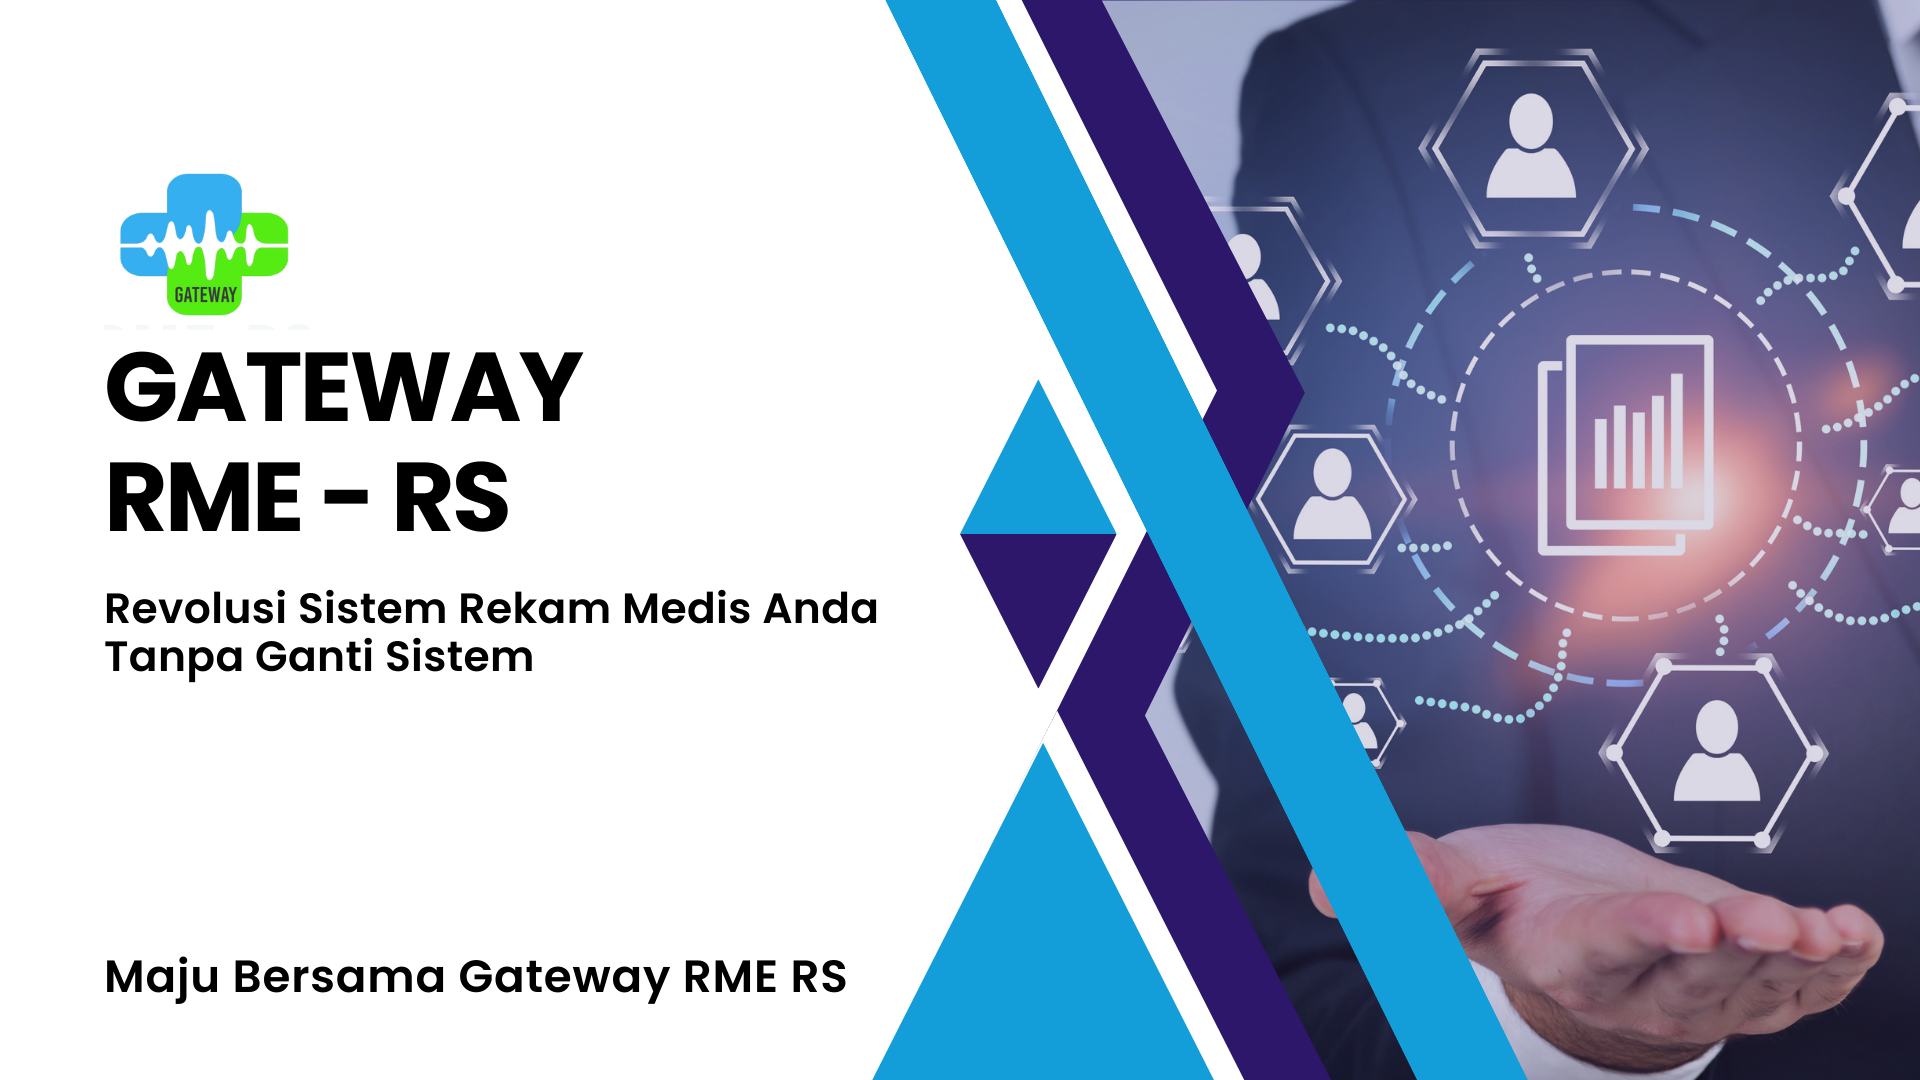 GATEWAY
GATEWAY
RME – RS
Revolusi Sistem Rekam Medis Anda
Tanpa Ganti Sistem
Maju Bersama Gateway RME RS